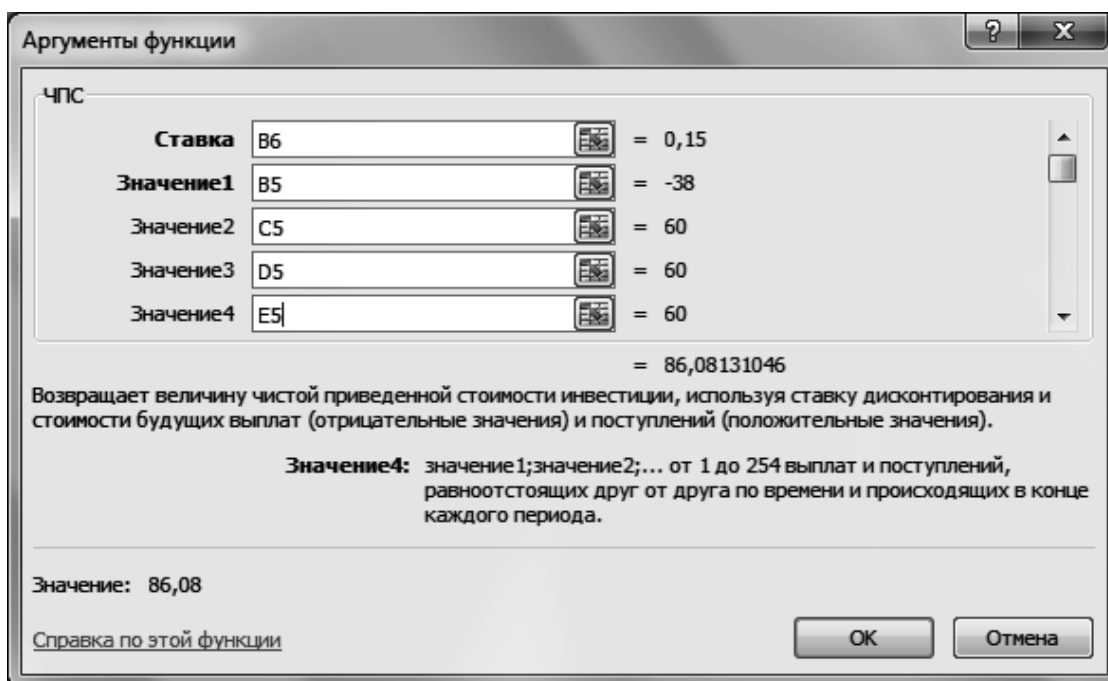 Аргументы функции
ЧПС
Ставка B6 = 0,15
Значение1 B5 = -38
Значение2 C5 = 60
Значение3 D5 = 60
Значение4 E5 = 60
= 86,08131046
Возвращает величину чистой приведенной стоимости инвестиции, используя ставку дисконтирования и
стоимости будущих выплат (отрицательные значения) и поступлений (положительные значения).
Значение4: значение1;значение2;... от 1 до 254 выплат и поступлений,
равноотстоящих друг от друга по времени и происходящих в конце
каждого периода.
Значение: 86,08
Справка по этой функции
ОК
Отмена